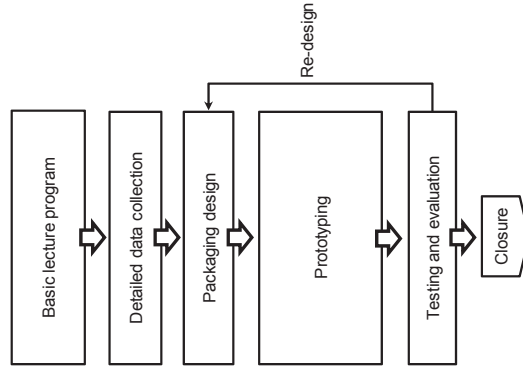 Basic lecture program
Detailed data collection
Packaging design
Re-design
Prototyping
Testing and evaluation
Closure